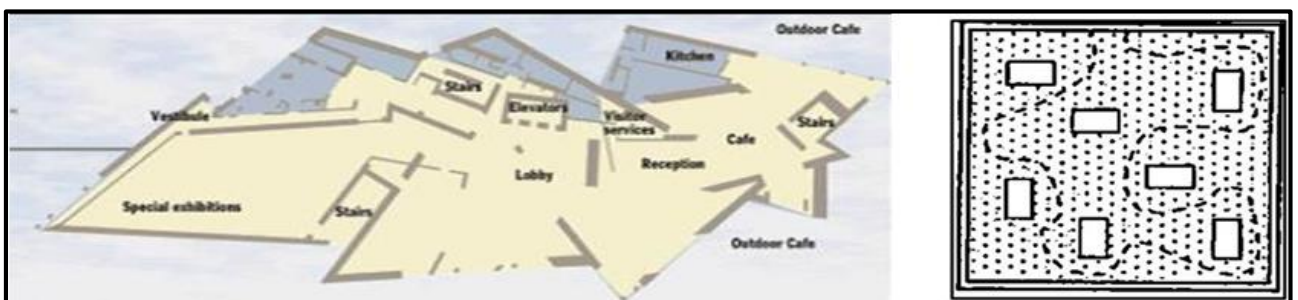 Outdoor Cafe
Kitchen
Stairs
Elevators
Vestibule
Visitor
services
Stairs
Cafe
Reception
Lobby
Special exhibitions
Stairs
Outdoor Cafe